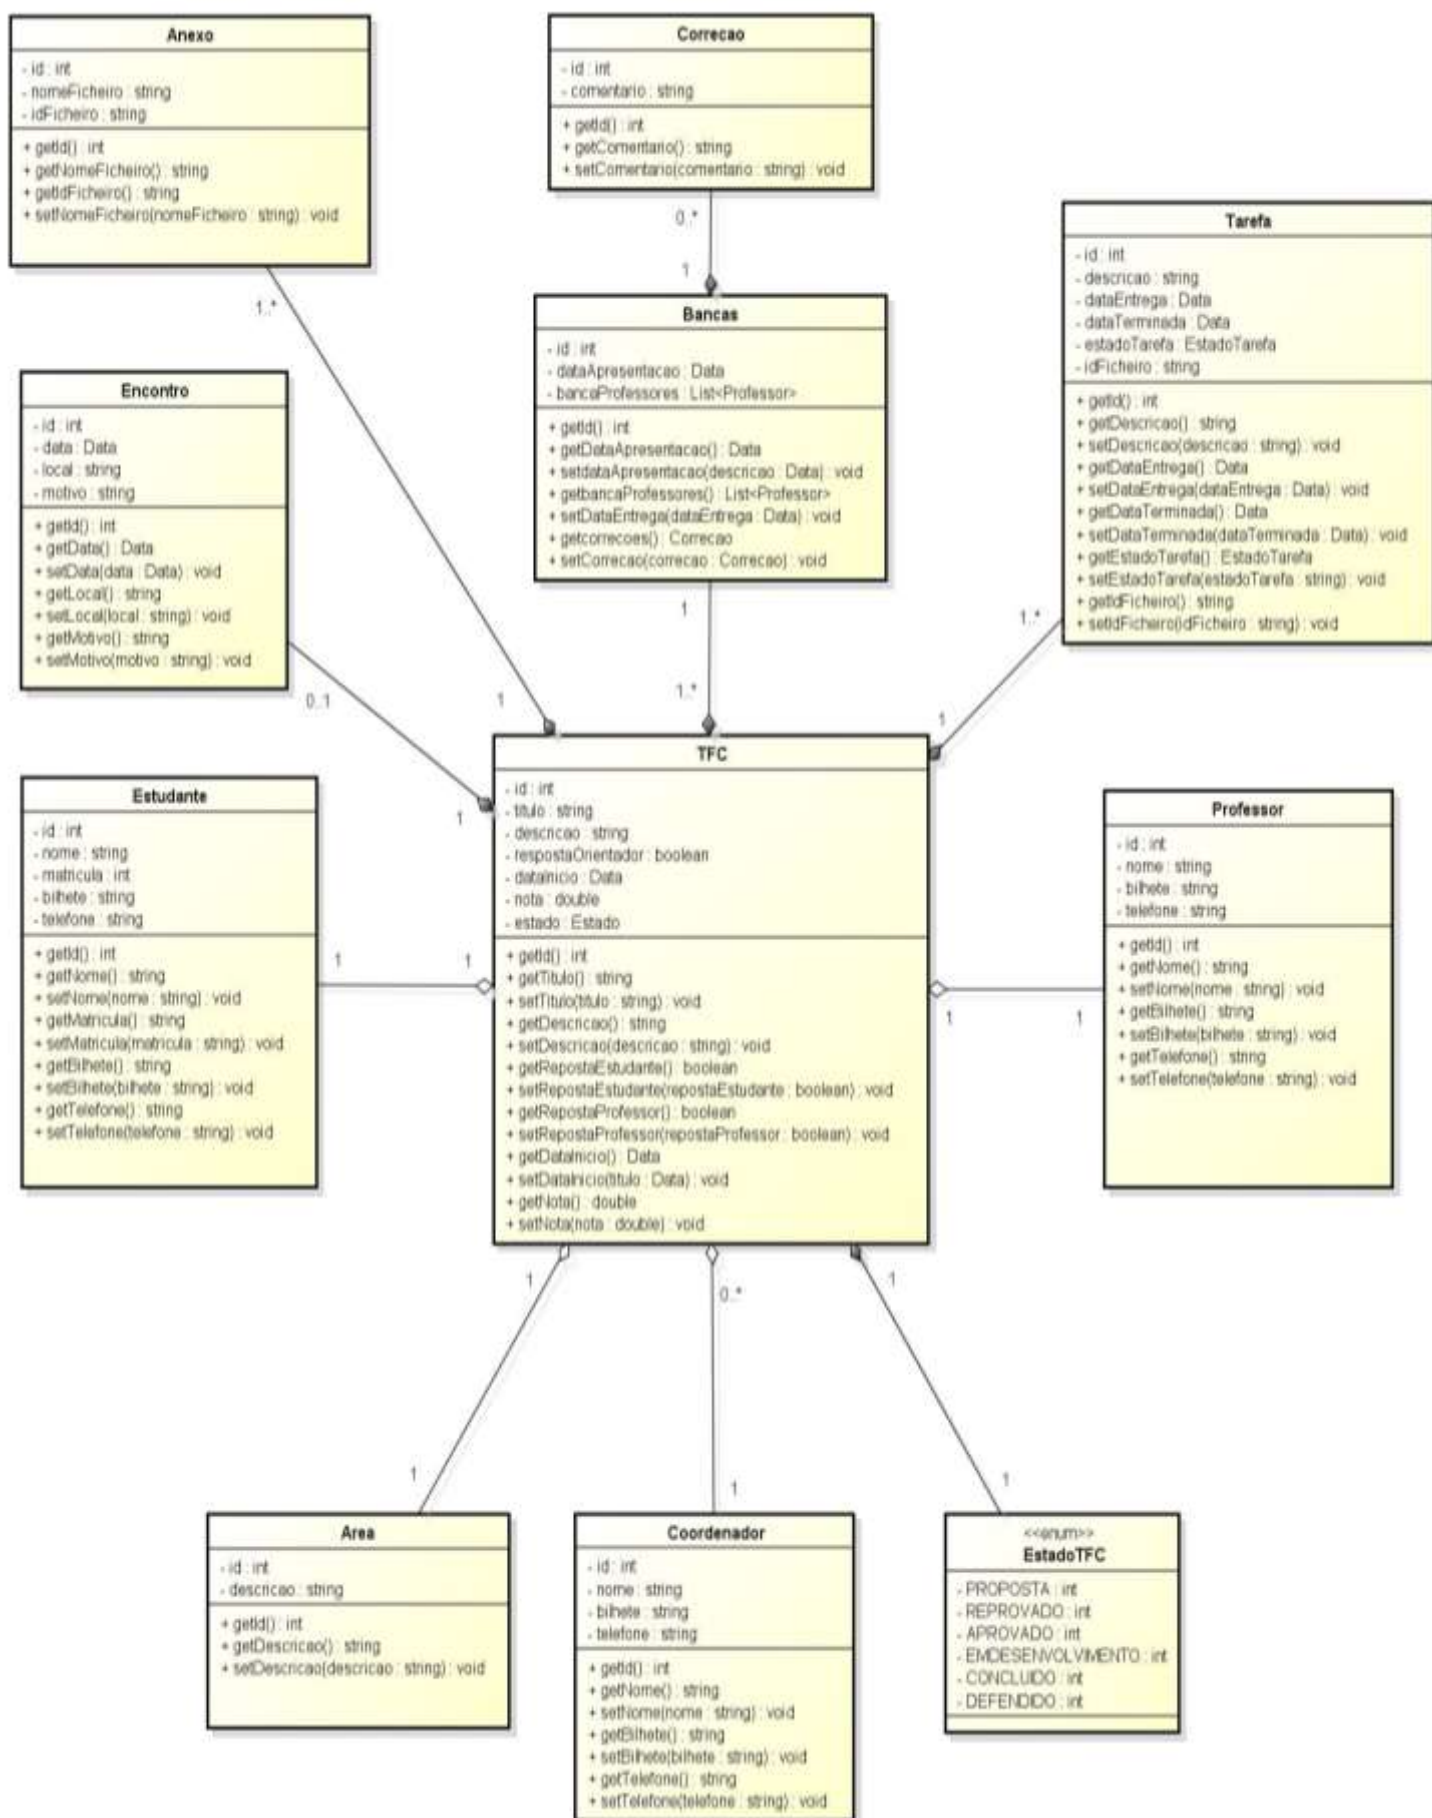 Anexo
- id : int
- nomeFicheiro : string
- idFicheiro : string
+ getId() : int
+ getNomeFicheiro() : string
+ getIdFicheiro() : string
+ setNomeFicheiro(nomeFicheiro : string) : void
Correcao
- id : int
- comentario : string
+ getId() : int
+ getComentario() : string
+ setComentario(comentario : string) : void
0..*
1
1..*
Tarefa
- id : int
- descricao : string
- dataEntrega : Data
- dataTerminada : Data
- estadoTarefa : EstadoTarefa
- idFicheiro : string
+ getId() : int
+ getDescricao() : string
+ setDescricao(descricao : string) : void
+ getDataEntrega() : Data
+ setDataEntrega(dataEntrega : Data) : void
+ getDataTerminada() : Data
+ setDataTerminada(dataTerminada : Data) : void
+ getEstadoTarefa() : EstadoTarefa
+ setEstadoTarefa(estadoTarefa : string) : void
+ getIdFicheiro() : string
+ setIdFicheiro(idFicheiro : string) : void
Bancas
- id : int
- dataApresentacao : Data
- bancaProfessores : List<Professor>
+ getId() : int
+ getDataApresentacao() : Data
+ setdataApresentacao(descricao : Data) : void
+ getbancaProfessores() : List<Professor>
+ setDataEntrega(dataEntrega : Data) : void
+ getcorrecoes() : Correcao
+ setCorrecao(correcao : Correcao) : void
Encontro
- id : int
- data : Data
- local : string
- motivo : string
+ getId() : int
+ getData() : Data
+ setData(data : Data) : void
+ getLocal() : string
+ setLocal(local : string) : void
+ getMotivo() : string
+ setMotivo(motivo : string) : void
1
1..*
0..1
1
1..*
1
1
TFC
- id : int
- titulo : string
- descricao : string
- respostaOrientador : boolean
- dataInicio : Data
- nota : double
- estado : Estado
+ getId() : int
+ getTitulo() : string
+ setTitulo(titulo : string) : void
+ getDescricao() : string
+ setDescricao(descricao : string) : void
+ getRepostaEstudante() : boolean
+ setRepostaEstudante(repostaEstudante : boolean) : void
+ getRepostaProfessor() : boolean
+ setRepostaProfessor(repostaProfessor : boolean) : void
+ getDataInicio() : Data
+ setDataInicio(titulo : Data) : void
+ getNota() : double
+ setNota(nota : double) : void
Estudante
- id : int
- nome : string
- matricula : int
- bilhete : string
- telefone : string
+ getId() : int
+ getNome() : string
+ setNome(nome : string) : void
+ getMatricula() : string
+ setMatricula(matricula : string) : void
+ getBilhete() : string
+ setBilhete(bilhete : string) : void
+ getTelefone() : string
+ setTelefone(telefone : string) : void
1
1
Professor
- id : int
- nome : string
- bilhete : string
- telefone : string
+ getId() : int
+ getNome() : string
+ setNome(nome : string) : void
+ getBilhete() : string
+ setBilhete(bilhete : string) : void
+ getTelefone() : string
+ setTelefone(telefone : string) : void
1
1
1
0..*
1
1
1
1
Area
- id : int
- descricao : string
+ getId() : int
+ getDescricao() : string
+ setDescricao(descricao : string) : void
Coordenador
- id : int
- nome : string
- bilhete : string
- telefone : string
+ getId() : int
+ getNome() : string
+ setNome(nome : string) : void
+ getBilhete() : string
+ setBilhete(bilhete : string) : void
+ getTelefone() : string
+ setTelefone(telefone : string) : void
<<enum>>
EstadoTFC
- PROPOSTA : int
- REPROVADO : int
- APROVADO : int
- EMDESENVOLVIMENTO : int
- CONCLUIDO : int
- DEFENDIDO : int